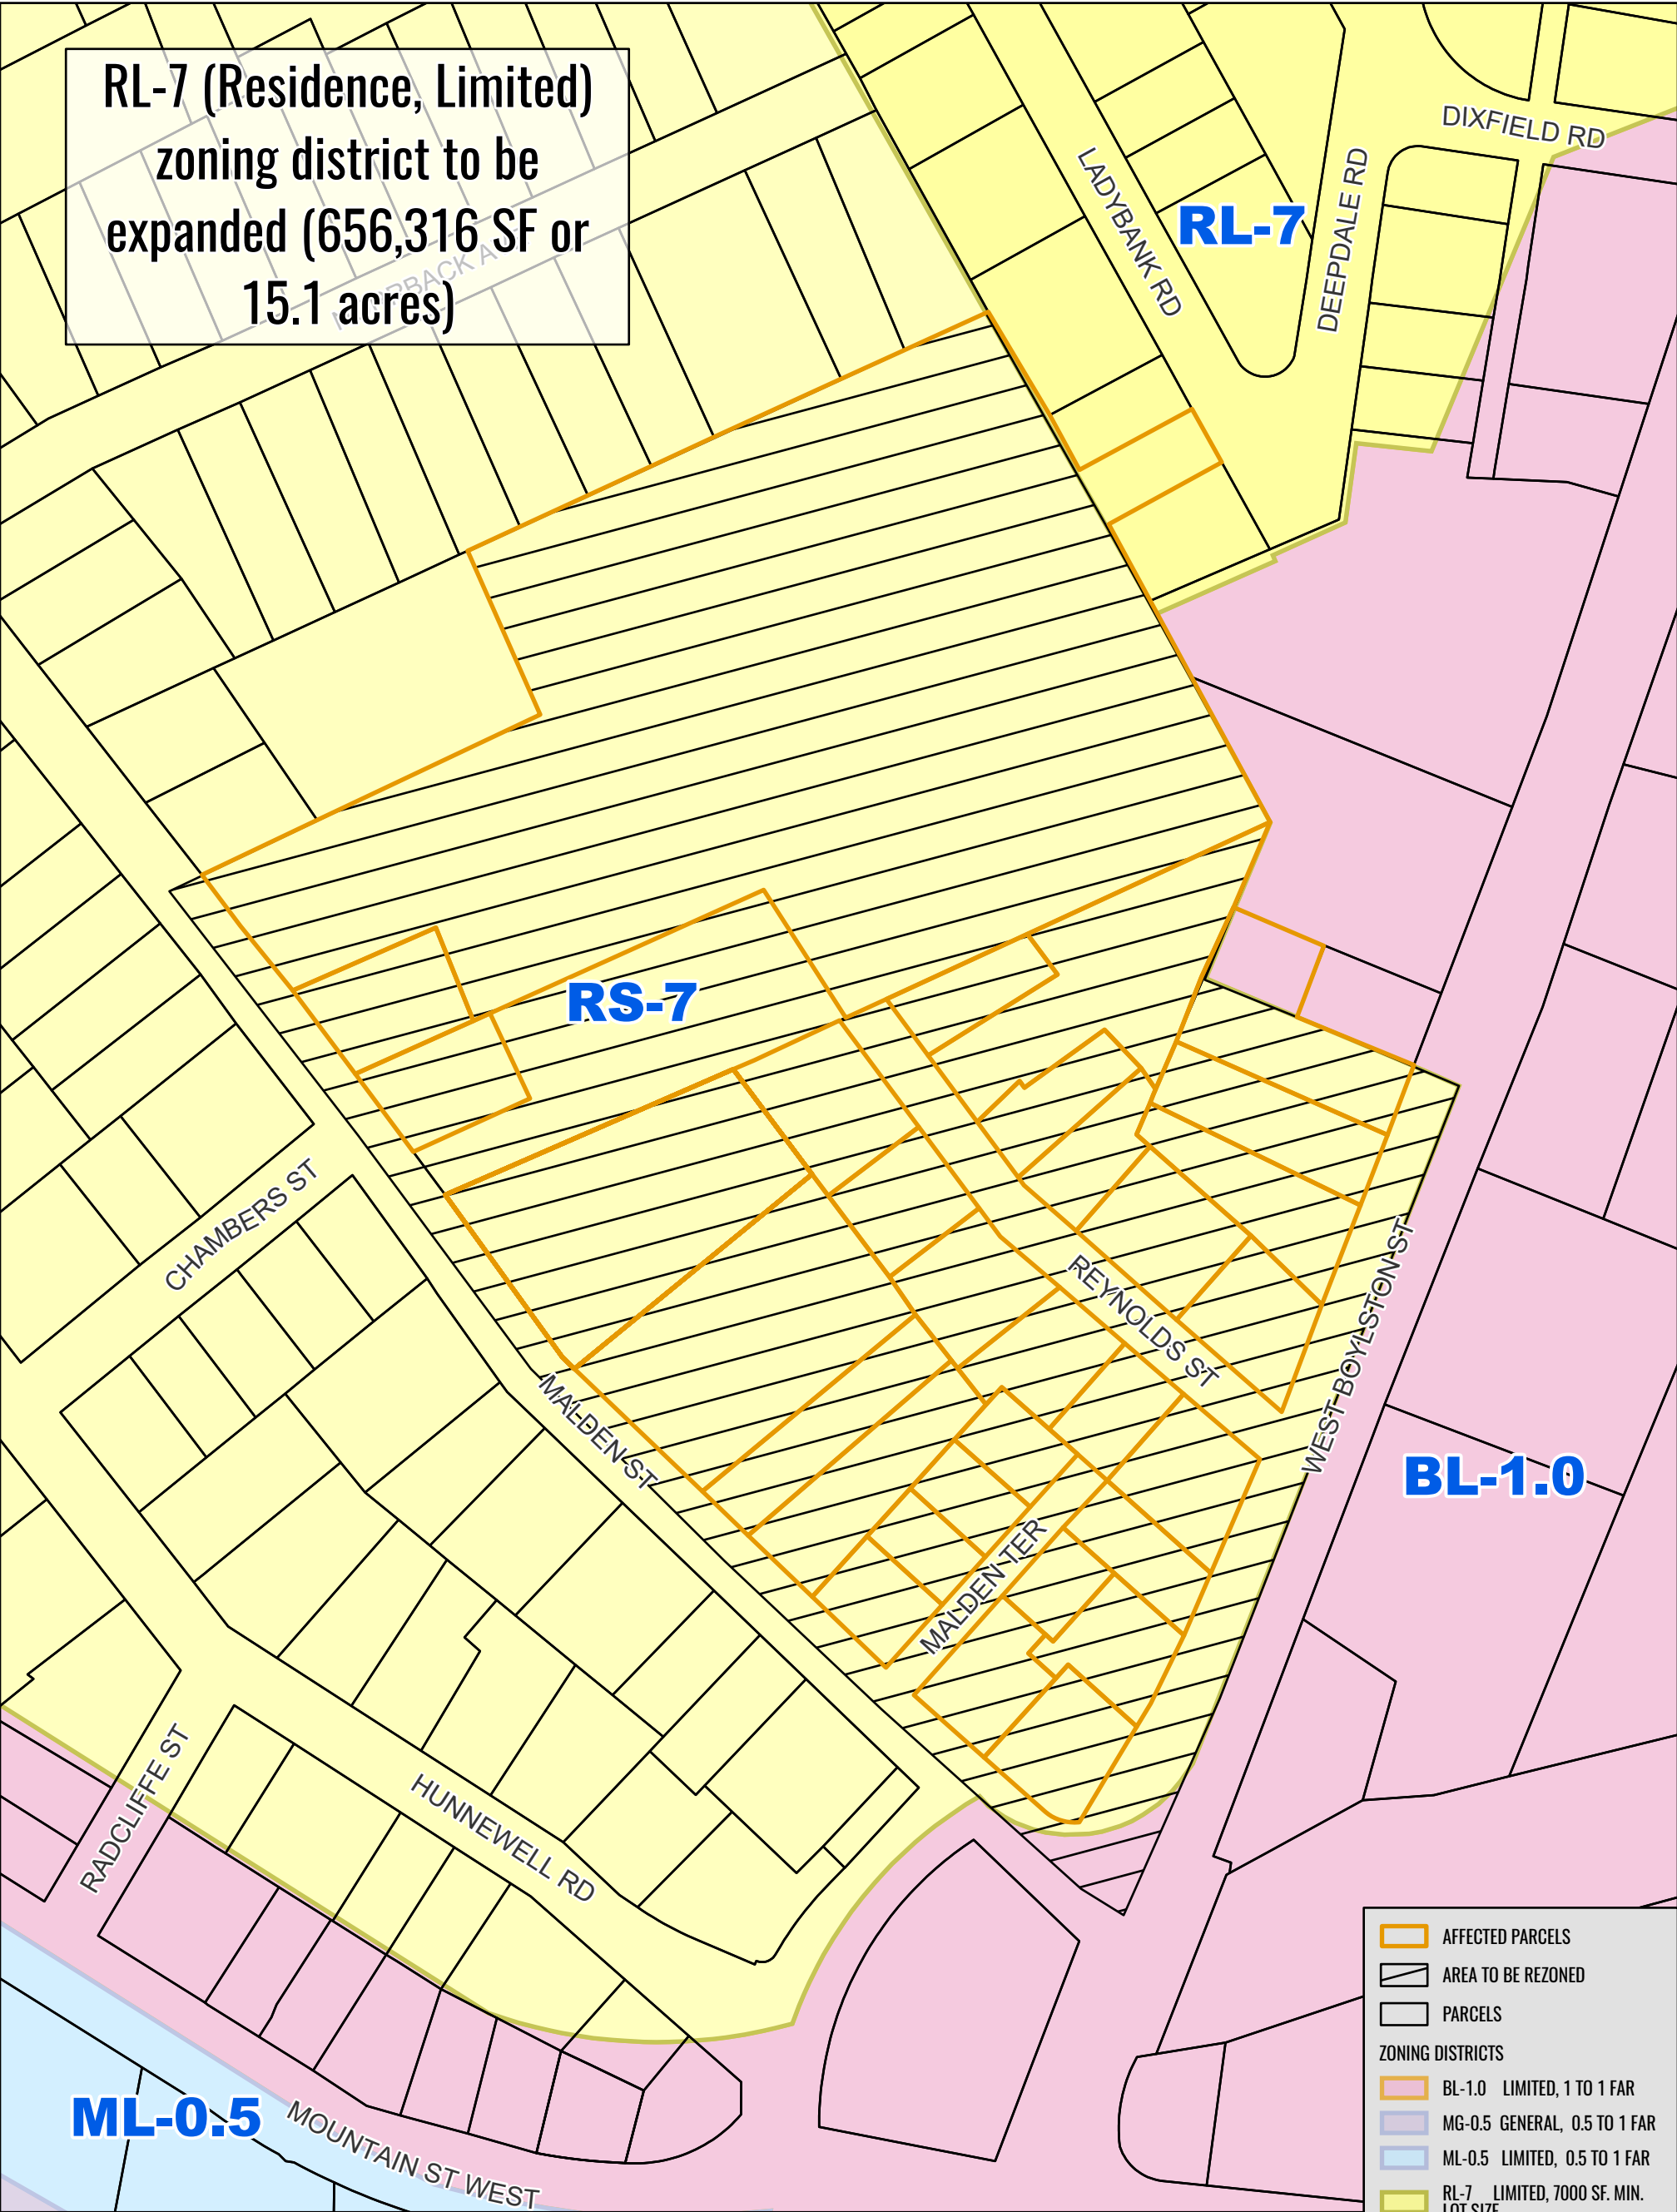 RL-7 (Residence, Limited)
zoning district to be
expanded (656,316 SF or
15.1 acres)
DIXFIELD RD
LADYBANK RD
RL-7
DEEPDALE RD
RS-7
CHAMBERS ST
REYNOLDS ST
WEST BOYLSTON ST
MALDEN ST
BL-1.0
MALDEN TER
RADCLIFFE ST
HUNNEWELL RD
ML-0.5
MOUNTAIN ST WEST
AFFECTED PARCELS
AREA TO BE REZONED
PARCELS
ZONING DISTRICTS
BL-1.0 LIMITED, 1 TO 1 FAR
MG-0.5 GENERAL, 0.5 TO 1 FAR
ML-0.5 LIMITED, 0.5 TO 1 FAR
RL-7 LIMITED, 7000 SF. MIN.
LOT SIZE